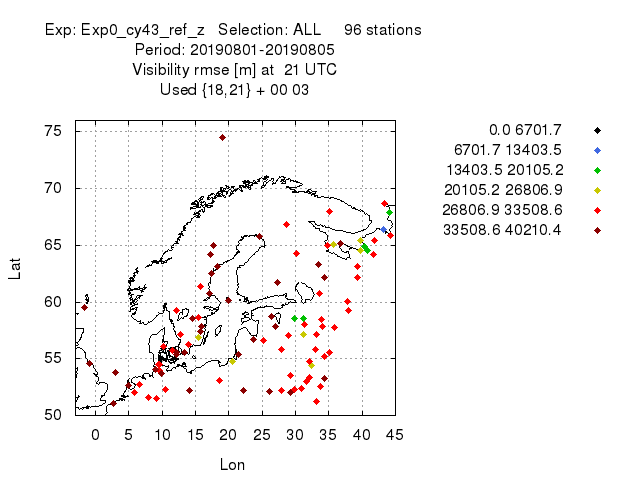 Exp: Exp0_cy43_ref_z Selection: ALL 96 stations
Period: 20190801-20190805
Visibility rmse [m] at 21 UTC
Used {18,21} + 00 03
0.0 6701.7
6701.7 13403.5
13403.5 20105.2
20105.2 26806.9
26806.9 33508.6
33508.6 40210.4
75
70
65
60
55
50
Lat
0 5 10 15 20 25 30 35 40 45
Lon